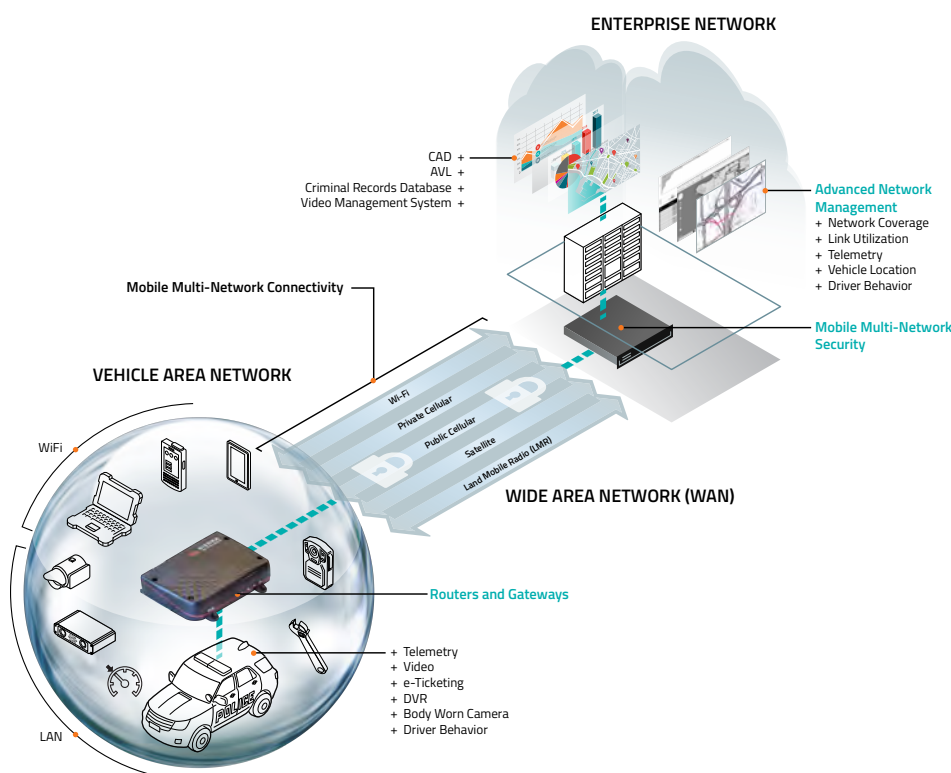 ENTERPRISE NETWORK
CAD +
AVL +
Criminal Records Database +
Video Management System +
Advanced Network
Management
+ Network Coverage
+ Link Utilization
+ Telemetry
+ Vehicle Location
+ Driver Behavior
Mobile Multi-Network Connectivity
Mobile Multi-Network
Security
VEHICLE AREA NETWORK
Wi-Fi
Private Cellular
Public Cellular
Satellite
Land Mobile Radio (LMR)
WiFi
WIDE AREA NETWORK (WAN)
Routers and Gateways
+ Telemetry
+ Video
+ e-Ticketing
+ DVR
+ Body Worn Camera
+ Driver Behavior
POLICE
LAN